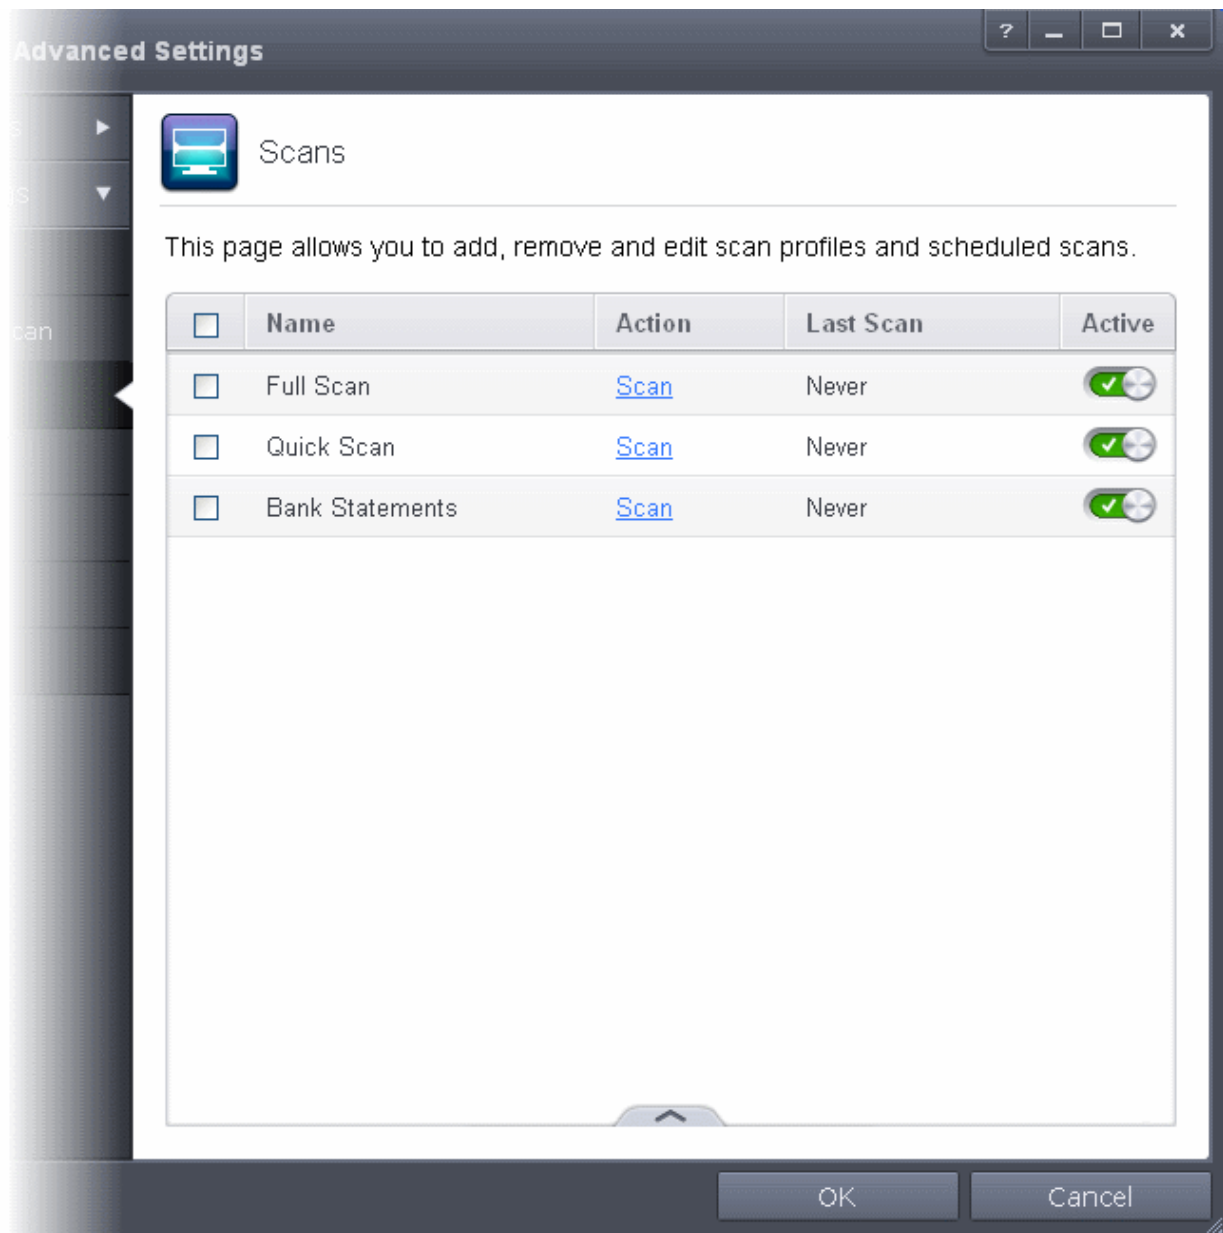 Advanced Settings
?
Scans
This page allows you to add, remove and edit scan profiles and scheduled scans.
Name Action Last Scan Active
Full Scan Scan Never
Quick Scan Scan Never
Bank Statements Scan Never
OK Cancel